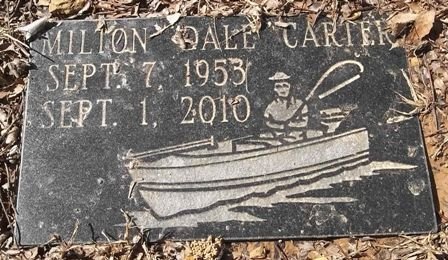 MILTON DALE CARTER
SEPT. 7, 1953
SEPT. 1, 2010